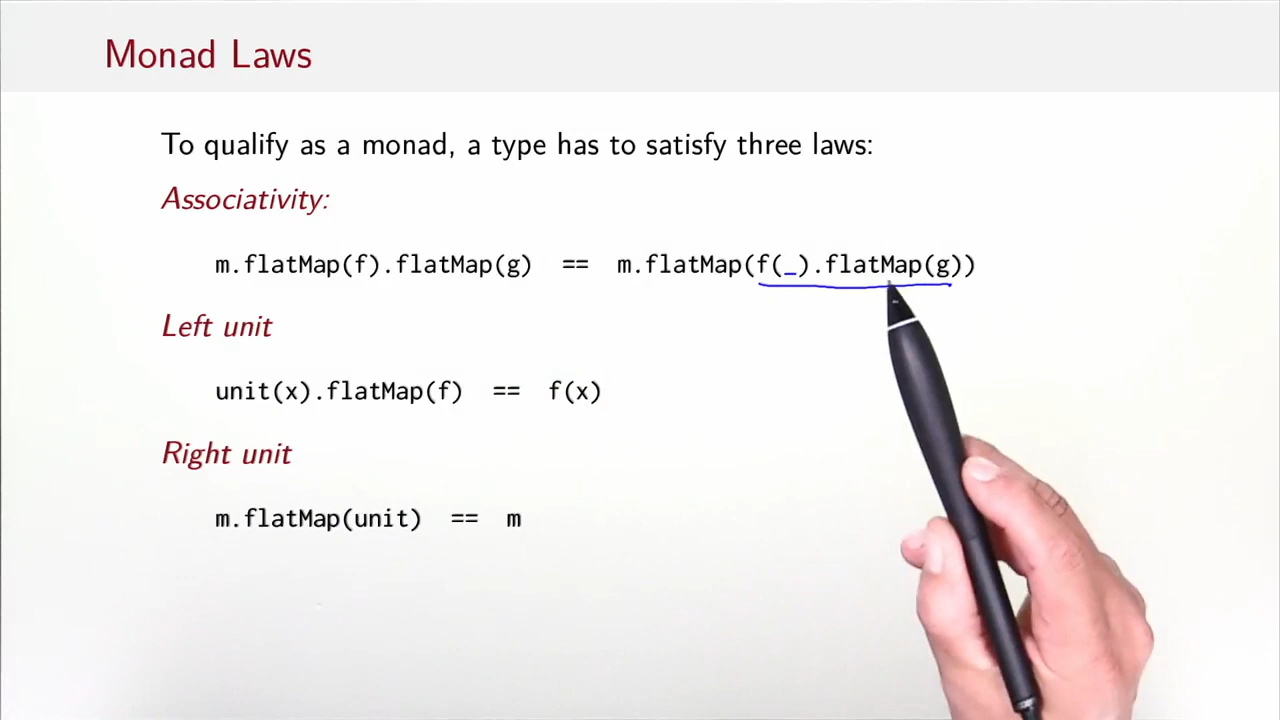 Monad Laws
To qualify as a monad, a type has to satisfy three laws:
Associativity:
m.flatMap(f).flatMap(g) == m.flatMap(f(_).flatMap(g))
Left unit
unit(x).flatMap(f) == f(x)
Right unit
m.flatMap(unit) == m